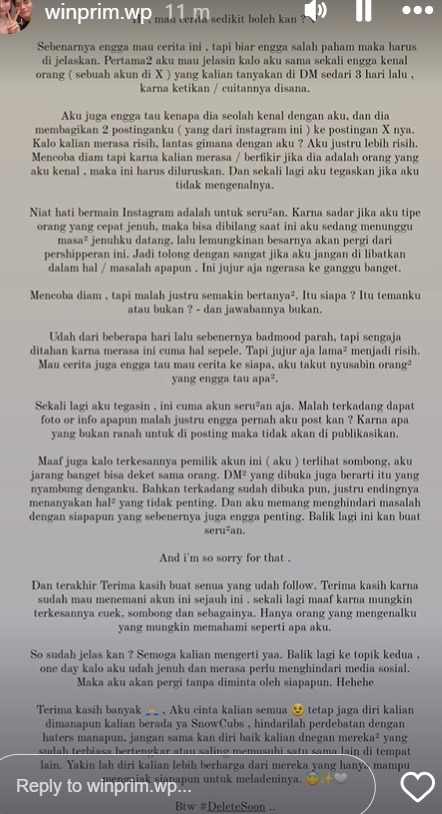 winprim.wp 11 m
, mau cerita sedikit boleh kan ?
Sebenarnya engga mau cerita ini , tapi biar engga salah paham maka harus
di jelaskan. Pertama2 aku mau jelasin kalo aku sama sekali engga kenal
orang ( sebuah akun di X ) yang kalian tanyakan di DM sedari 3 hari lalu ,
karna ketikan / cuitannya disana.
Aku juga engga tau kenapa dia seolah kenal dengan aku, dan dia
membagikan 2 postinganku ( yang dari instagram ini ) ke postingan X nya.
Kalo kalian merasa risih, lantas gimana dengan aku ? Aku justru lebih risih.
Mencoba diam tapi karna kalian merasa / berfikir jika dia adalah orang yang
aku kenal , maka ini harus diluruskan. Dan sekali lagi aku tegaskan jika aku
tidak mengenalnya.
Niat hati bermain Instagram adalah untuk seru²an. Karna sadar jika aku tipe
orang yang cepat jenuh, maka bisa dibilang saat ini aku sedang menunggu
masa² jenuhku datang, lalu lemungkinan besarnya akan pergi dari
pershipperan ini. Jadi tolong dengan sangat jika aku jangan di libatkan
dalam hal / masalah apapun . Ini jujur aja ngerasa ke ganggu banget.
Mencoba diam , tapi malah justru semakin bertanya². Itu siapa ? Itu temanku
atau bukan ? - dan jawabannya bukan.
Udah dari beberapa hari lalu sebenernya badmood parah, tapi sengaja
ditahan karna merasa ini cuma hal sepele. Tapi jujur aja lama² menjadi risih.
Mau cerita juga engga tau mau cerita ke siapa, aku takut nyusabin orang²
yang engga tau apa².
Sekali lagi aku tegasin , ini cuma akun seru²an aja. Malah terkadang dapat
foto or info apapun malah justru engga pernah aku post kan ? Karna apa
yang bukan ranah untuk di posting maka tidak akan di publikasikan.
Maaf juga kalo terkesannya pemilik akun ini ( aku ) terlihat sombong, aku
jarang banget bisa deket sama orang. DM² yang dibuka juga berarti itu yang
nyambung denganku. Bahkan terkadang sudah dibuka pun, justru endingnya
menanyakan hal² yang tidak penting. Dan aku memang menghindari masalah
dengan siapapun yang sebenernya juga engga penting. Balik lagi ini kan buat
seru²an.
And i'm so sorry for that .
Dan terakhir Terima kasih buat senua yang udah follow. Terima kasih karna
sudah mau menemani akun ini sejauh ini . sekali lagi maaf karna mungkin
terkesannya cuek, sombong dan sebagainya. Hanya orang yang mengenalku
yang mungkin memahami seperti apa aku.
So sudah jelas kan ? Semoga kalian mengerti yaa. Balik lagi ke topik kedua ,
one day kalo aku udah jenuh dan merasa perlu menghindari media sosial.
Maka aku akan pergi tanpa diminta oleh siapapun. Hehehe
Terima kasih banyak 🙏🏻 . Aku cinta kalian semua 😉 tetap jaga diri kalian
dimanapun kalian berada ya SnowCubs , hindarilah perdebatan dengan
haters manapun. jangan sama kan diri baik kalian dnegan mereka² yang
sudah terbiasa bertengkar atau saling memusuhi satu sama lain di tempat
lain. Yakin lah diri kalian lebih berharga dari mereka yang hanya mampu
mengajak siapapun untuk meladeninya. 😇✨🤍
Reply to winprim.wp...
Btw #DeleteSoon ..